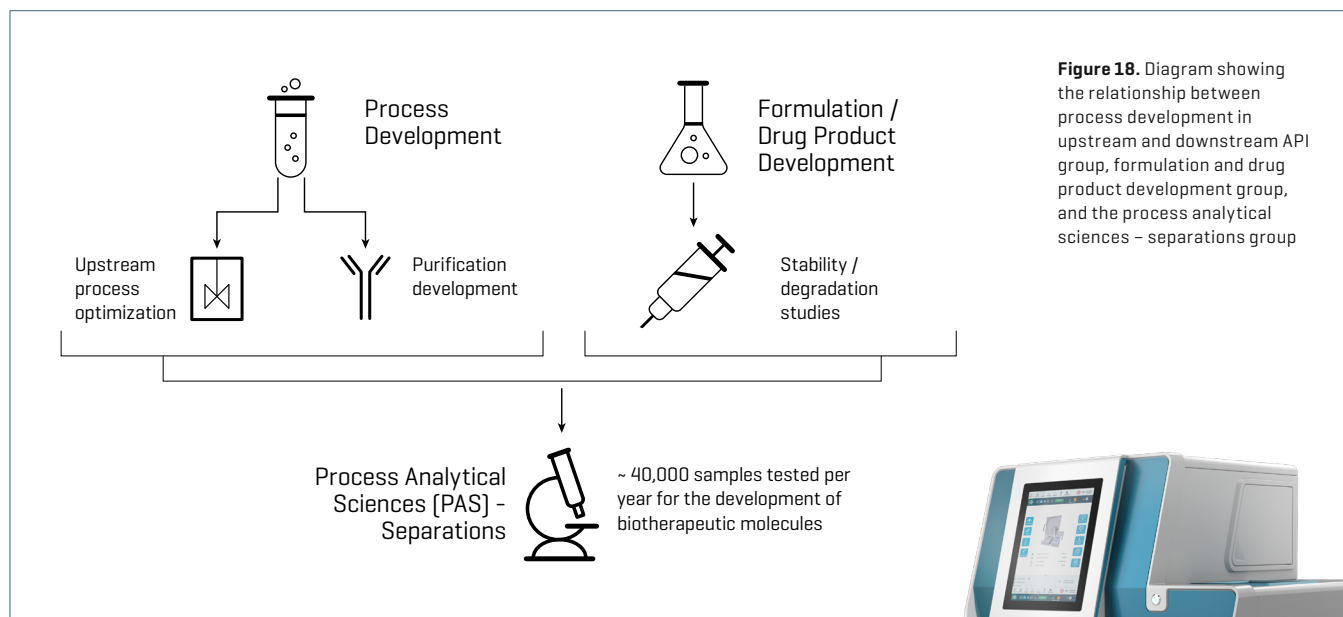 Process
Development
Formulation /
Drug Product
Development
Figure 18. Diagram showing
the relationship between
process development in
upstream and downstream API
group, formulation and drug
product development group,
and the process analytical
sciences – separations group
Upstream
process
optimization
Purification
development
Stability /
degradation
studies
Process Analytical
Sciences (PAS) -
Separations
~ 40,000 samples tested per
year for the development of
biotherapeutic molecules